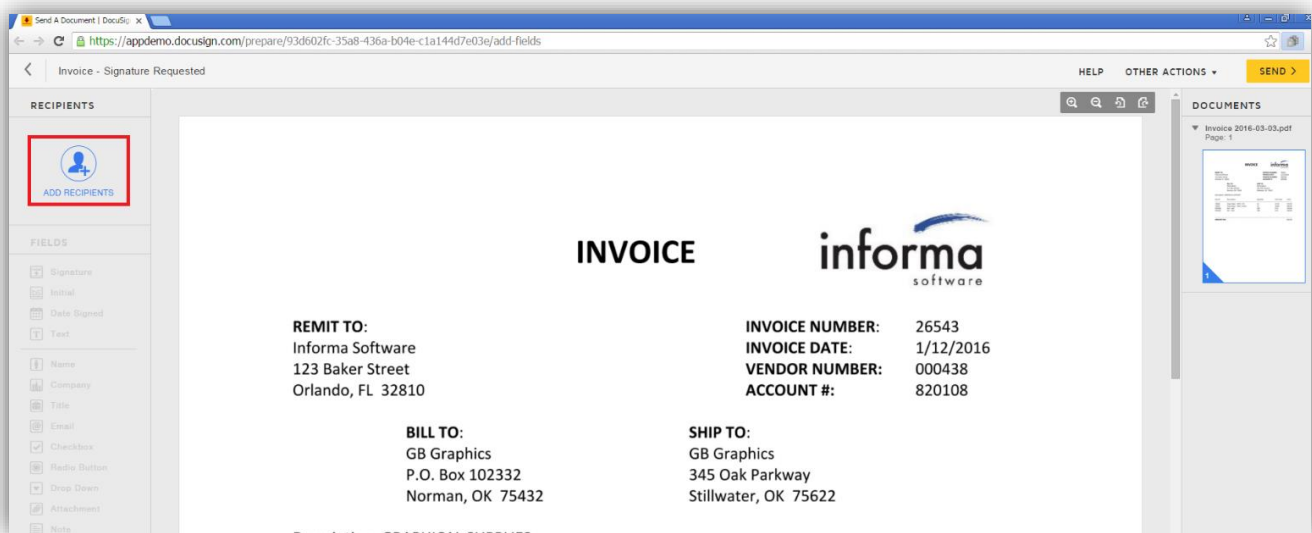 Send A Document | DocuSig
https://appdemo.docusign.com/prepare/93d602fc-35a8-436a-b04e-c1a144d7e03e/add-fields
Invoice - Signature Requested
HELP
OTHER ACTIONS
SEND >
RECIPIENTS
ADD RECIPIENTS
FIELDS
Signature
Initial
Date Signed
Text
Name
Company
Title
Email
Checkbox
Radio Button
Drop Down
Attachment
Note
INVOICE
informa
software
REMIT TO:
Informa Software
123 Baker Street
Orlando, FL 32810
INVOICE NUMBER: 26543
INVOICE DATE: 1/12/2016
VENDOR NUMBER: 000438
ACCOUNT #: 820108
BILL TO:
GB Graphics
P.O. Box 102332
Norman, OK 75432
SHIP TO:
GB Graphics
345 Oak Parkway
Stillwater, OK 75622
DOCUMENTS
Invoice 2016-03-03.pdf
Page: 1
INVOICE
informa
1